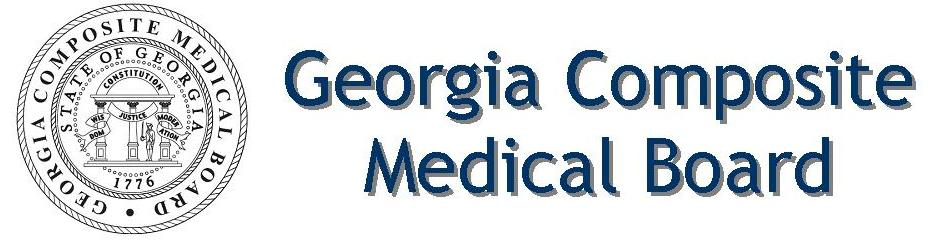 GEORGIA COMPOSITE MEDICAL BOARD
STATE OF GEORGIA
CONSTITUTION
WIS
DOM
JUSTICE
MODER
ATION
1776
Georgia Composite
Medical Board